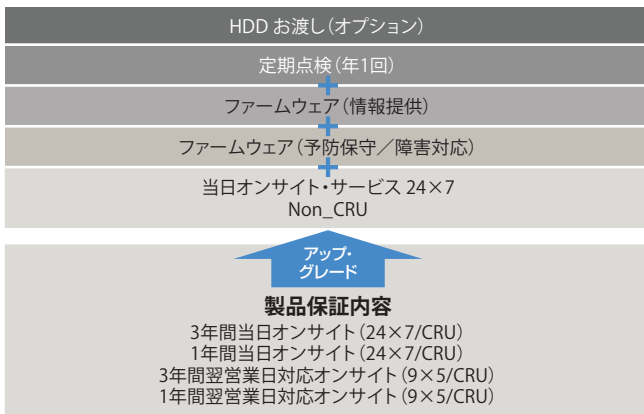 HDD お渡し（オプション）
定期点検（年1回）
+
ファームウェア（情報提供）
+
ファームウェア（予防保守／障害対応）
+
当日オンサイト・サービス 24×7
Non_CRU
アップ・
グレード
製品保証内容
3年間当日オンサイト（24×7/CRU）
1年間当日オンサイト（24×7/CRU）
3年間翌営業日対応オンサイト（9×5/CRU）
1年間翌営業日対応オンサイト（9×5/CRU）